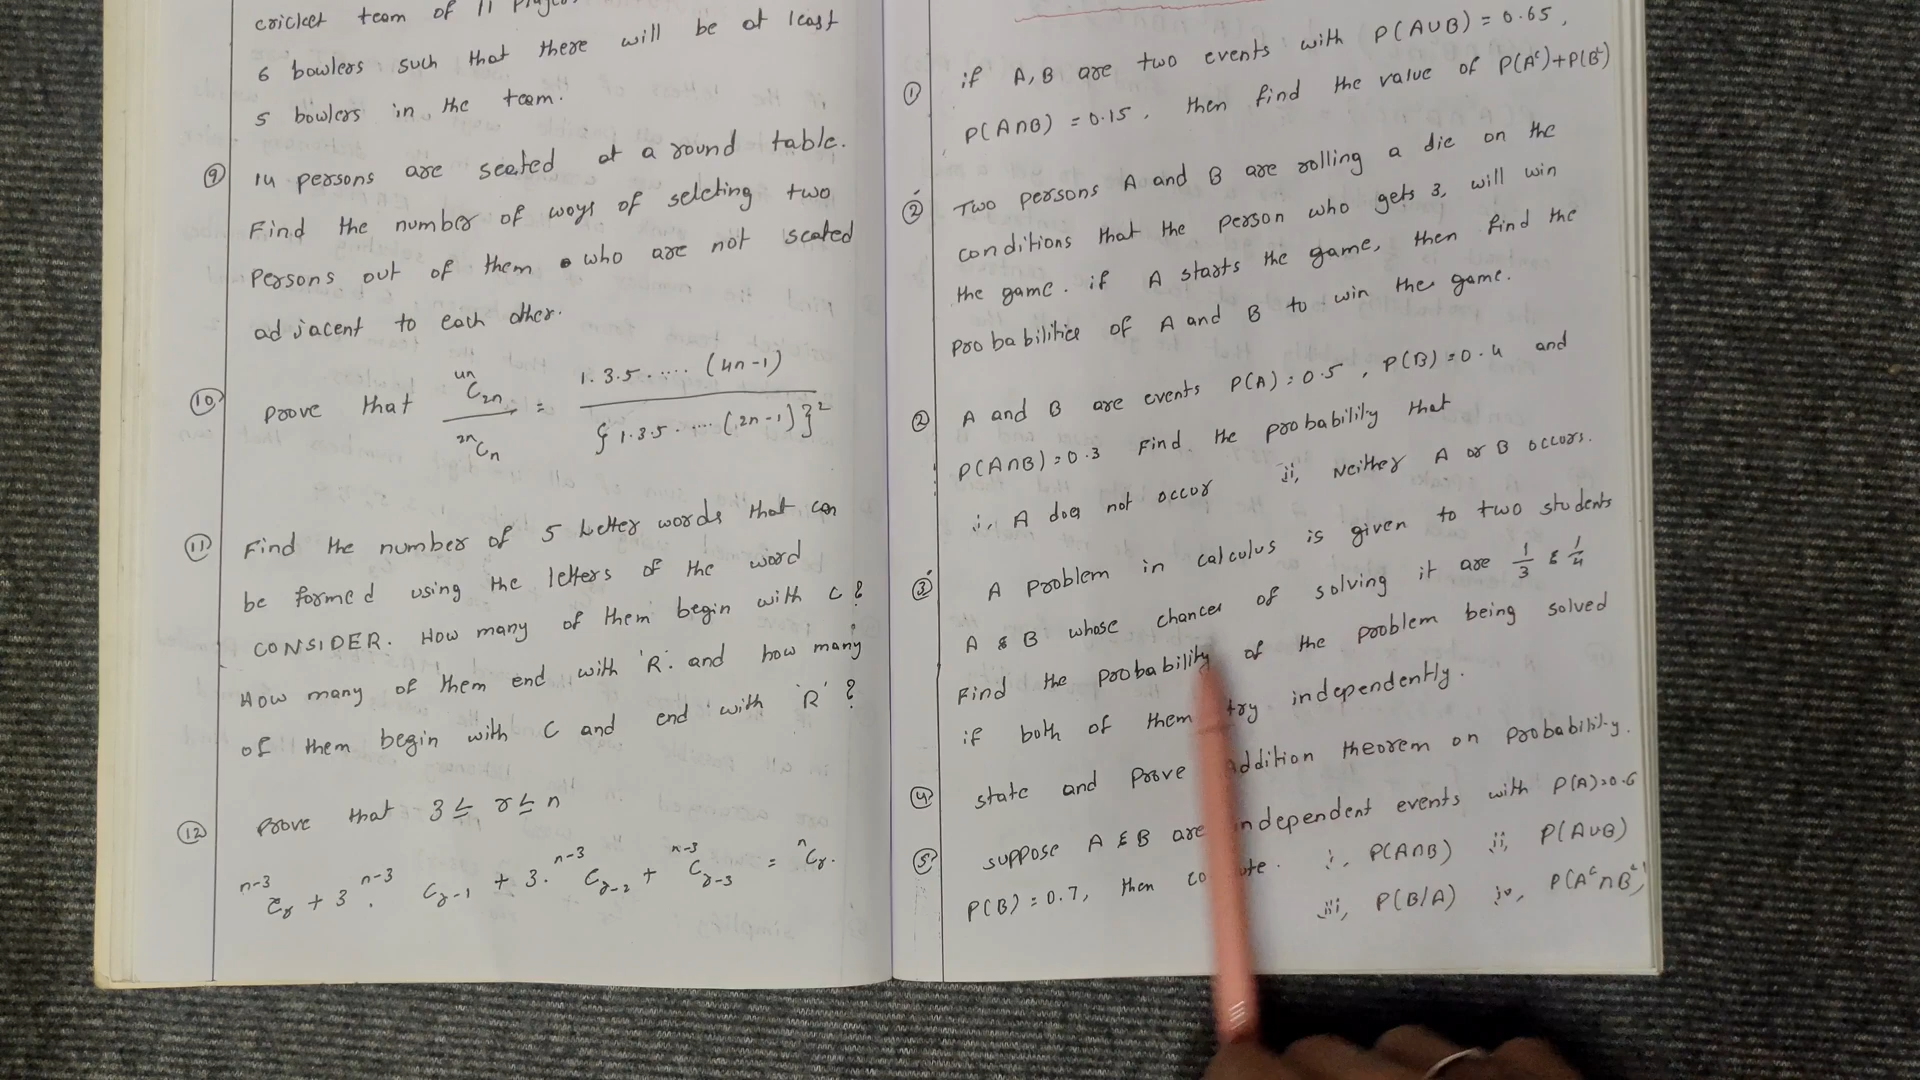 cricket team of 11
6 bowlers such that there will be at least
5 bowlers in the team.
⑨ 14 persons are seated at a round table.
Find the number of ways of selcting two
Persons out of them who are not seated
adjacent to each other.
⑩ prove that ⁴ⁿC₂ₙ / ²ⁿCₙ = 1.3.5..... (4n-1) / {1.3.5..... (2n-1)}²
⑪ Find the number of 5 letter words that can
be formed using the letters of the word
CONSIDER. How many of them begin with C?
How many of them end with 'R'. and how many
of them begin with C and end with 'R'?
⑫ Prove that 3 ≤ r ≤ n
ⁿ⁻³Cᵣ + 3. ⁿ⁻³Cᵣ₋₁ + 3. ⁿ⁻³Cᵣ₋₂ + ⁿ⁻³Cᵣ₋₃ = ⁿCᵣ.
① if A, B are two events with P(A∪B) = 0.65,
P(A∩B) = 0.15, then find the value of P(Aᶜ)+P(Bᶜ)
② Two persons A and B are rolling a die on the
conditions that the person who gets 3, will win
the game. if A starts the game, then find the
probabilities of A and B to win the game.
② A and B are events P(A) = 0.5, P(B) = 0.4 and
P(A∩B) = 0.3 Find the probability that
i, A does not occur ii, Neither A or B occurs.
③ A problem in calculus is given to two students
A & B whose chances of solving it are 1/3 & 1/4
Find the probability of the problem being solved
if both of them try independently.
④ state and prove Addition theorem on probability.
⑤ suppose A & B are independent events with P(A)=0.6
P(B) = 0.7, then i, P(A∩B) ii, P(A∪B)
iii, P(B/A) iv, P(Aᶜ∩Bᶜ)